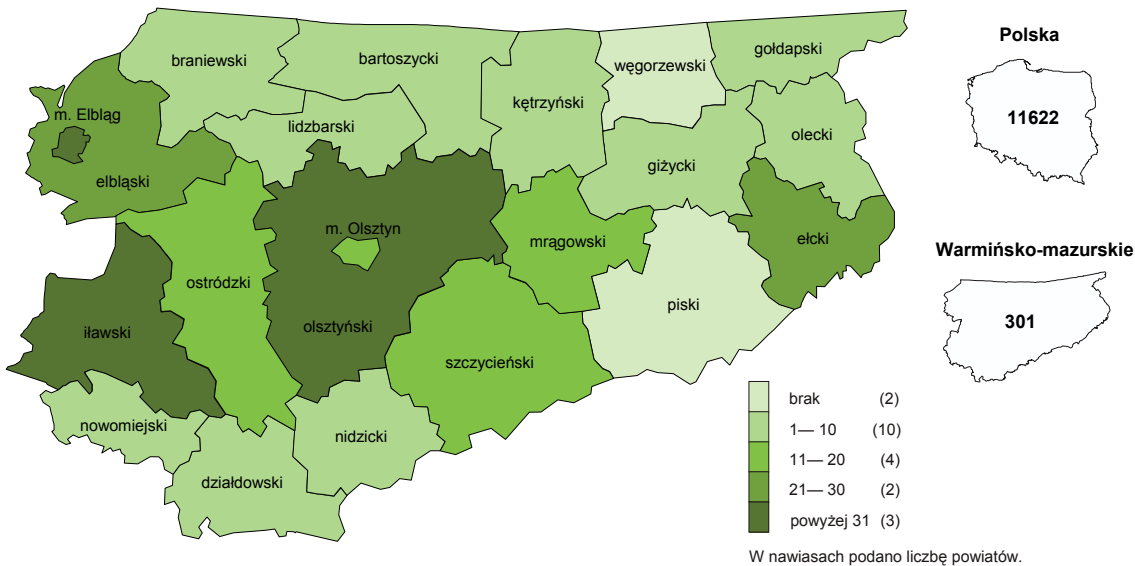 gołdapski
Polska
braniewski
bartoszycki
węgorzewski
kętrzyński
m. Elbląg
11622
lidzbarski
olecki
giżycki
elbląski
m. Olsztyn
ełcki
mrągowski
Warmińsko-mazurskie
ostródzki
piski
301
iławski
olsztyński
szczycieński
nowomiejski
nidzicki
działdowski
brak (2)
1— 10 (10)
11— 20 (4)
21— 30 (2)
powyżej 31 (3)
W nawiasach podano liczbę powiatów.